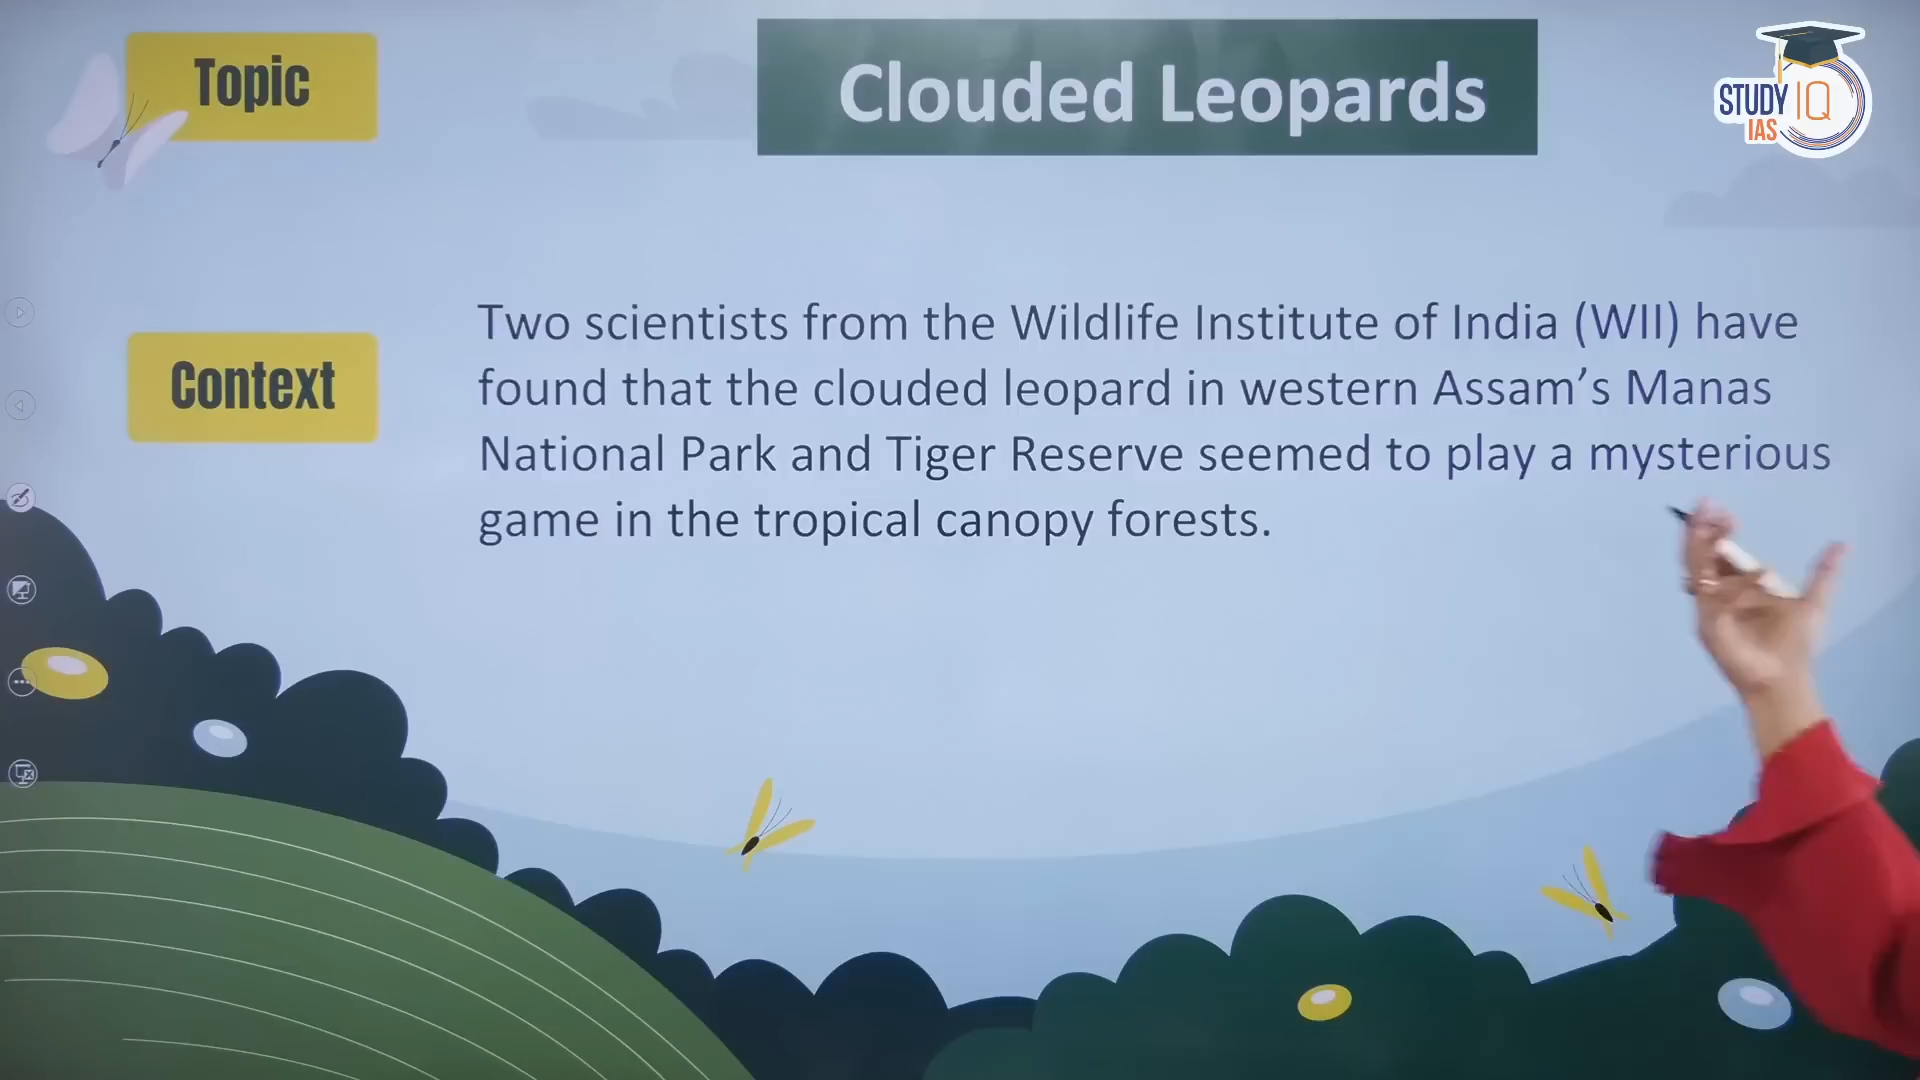 Topic
Clouded Leopards
STUDY IQ
IAS
Context
Two scientists from the Wildlife Institute of India (WII) have
found that the clouded leopard in western Assam’s Manas
National Park and Tiger Reserve seemed to play a mysterious
game in the tropical canopy forests.